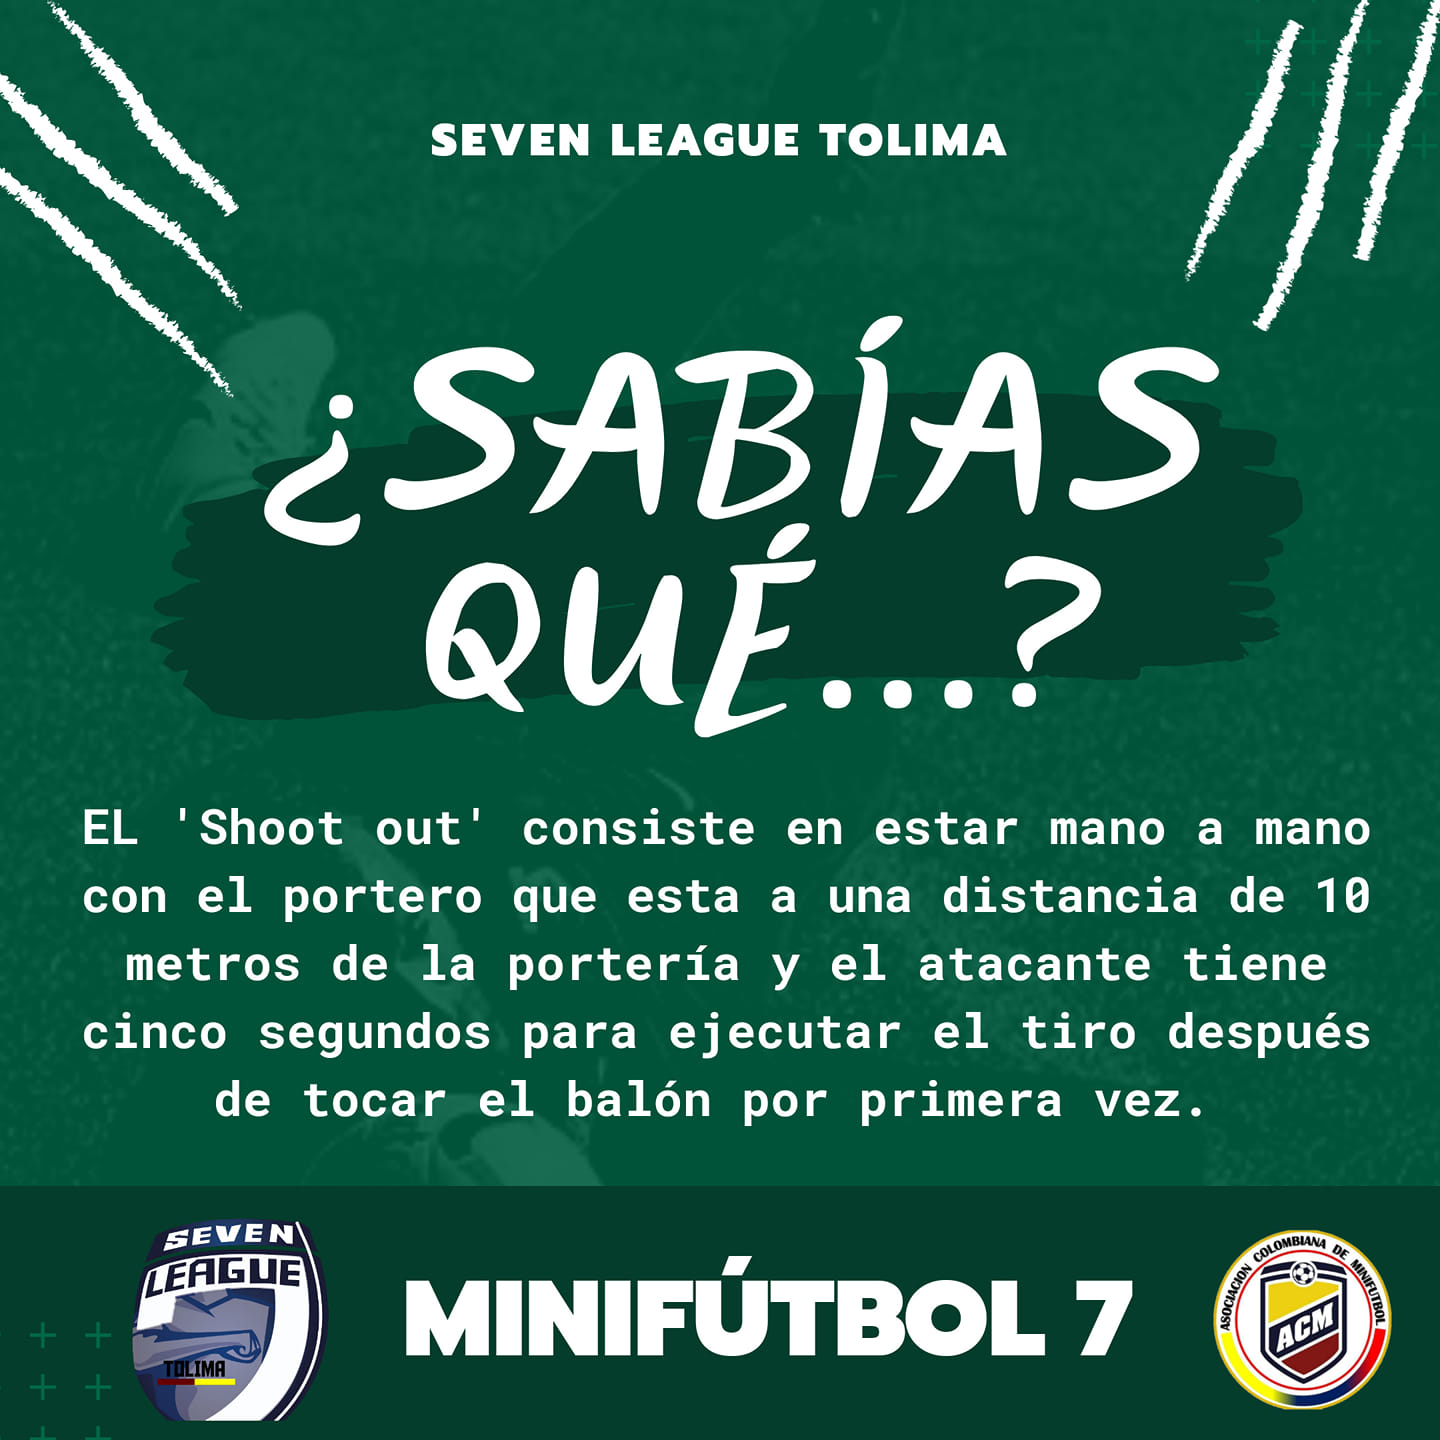 SEVEN LEAGUE TOLIMA
¿SABÍAS
QUÉ...?
EL 'Shoot out' consiste en estar mano a mano
con el portero que esta a una distancia de 10
metros de la portería y el atacante tiene
cinco segundos para ejecutar el tiro después
de tocar el balón por primera vez.
SEVEN
LEAGUE
TOLIMA
MINIFÚTBOL 7
ASOCIACION COLOMBIANA DE MINIFUTBOL
ACM